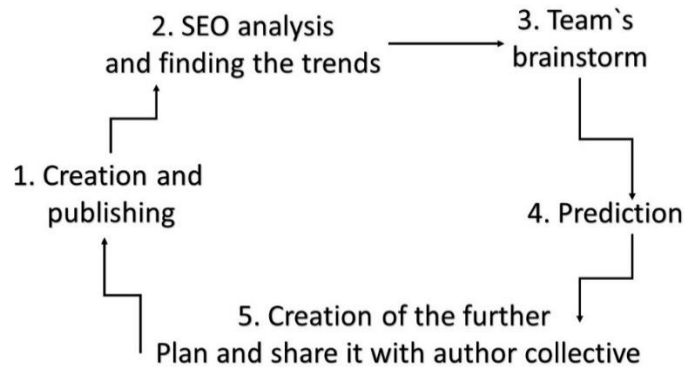 2. SEO analysis
and finding the trends
3. Team`s
brainstorm
1. Creation and
publishing
4. Prediction
5. Creation of the further
Plan and share it with author collective